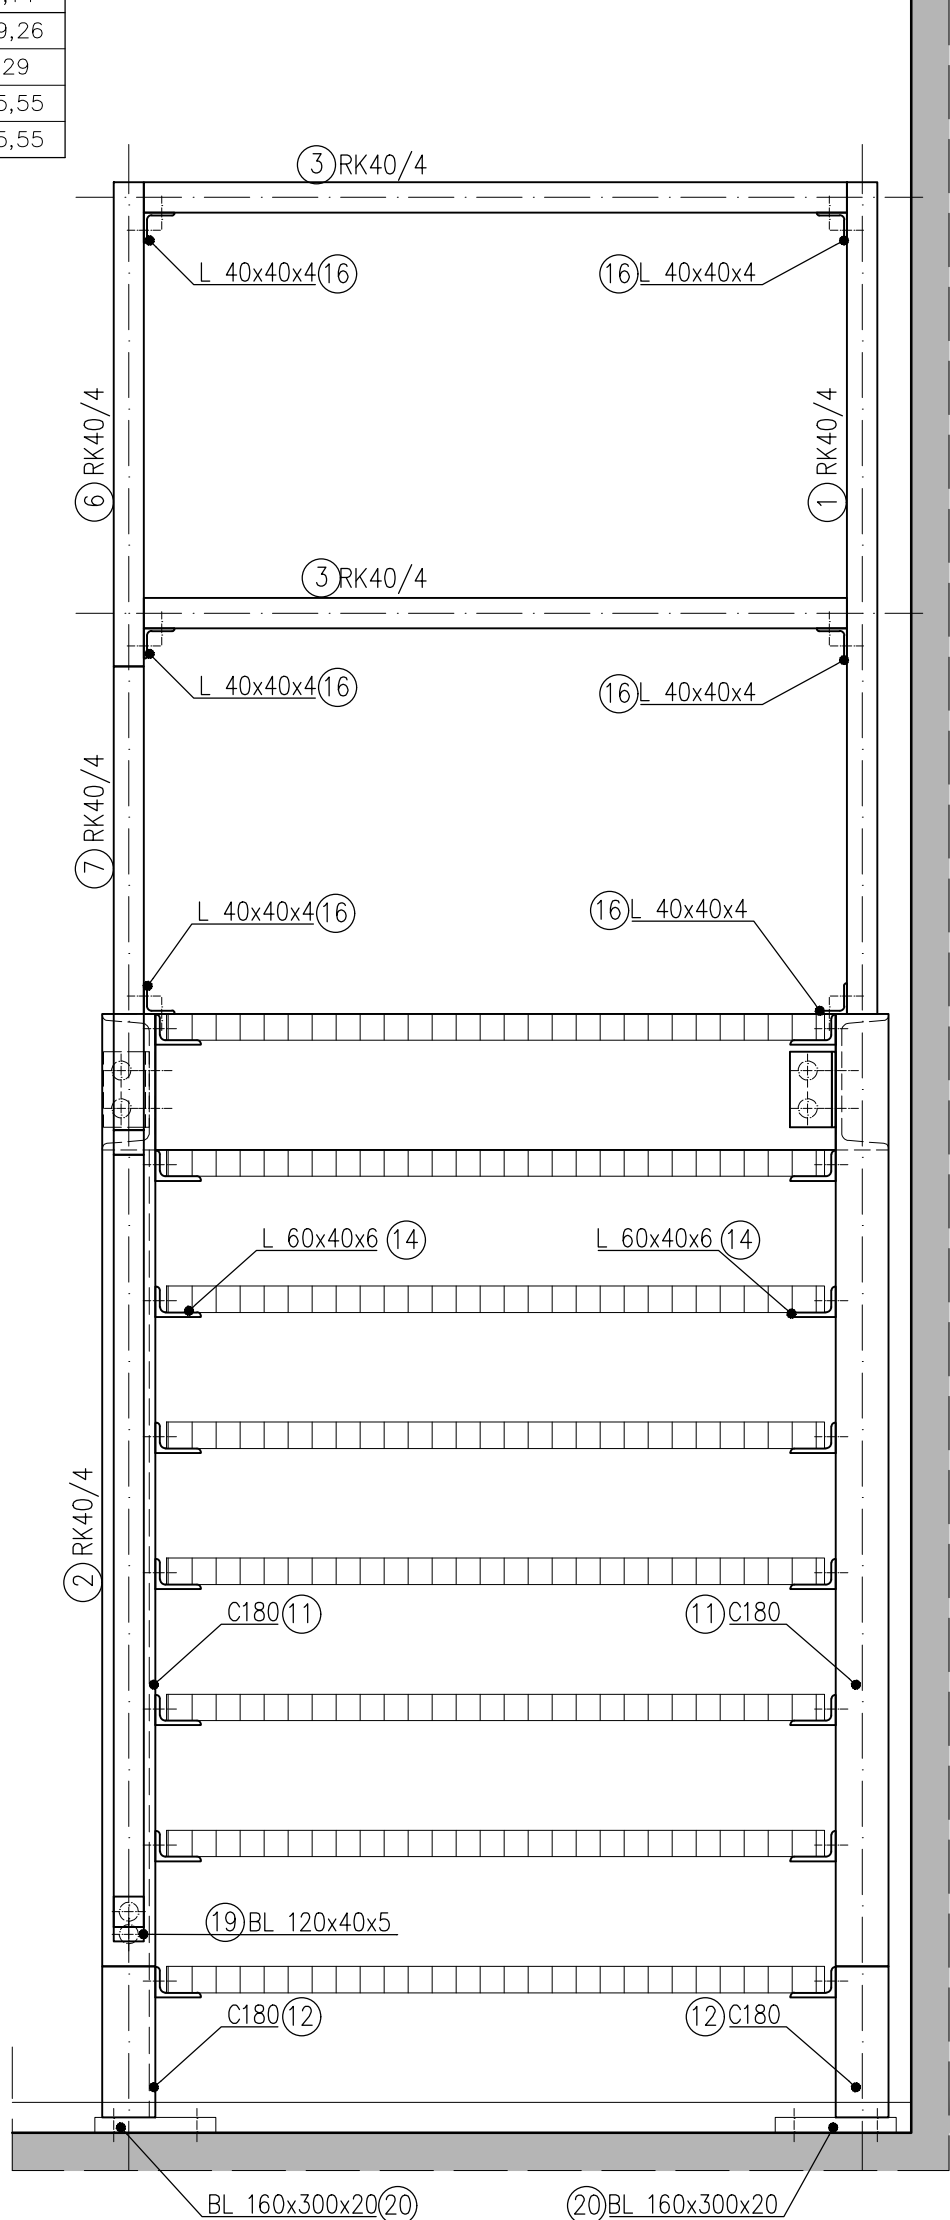 9,26
29
5,55
5,55
3 RK40/4
L 40x40x4 16
16 L 40x40x4
6 RK40/4
1 RK40/4
3 RK40/4
L 40x40x4 16
16 L 40x40x4
7 RK40/4
L 40x40x4 16
16 L 40x40x4
L 60x40x6 14
L 60x40x6 14
2 RK40/4
C180 11
11 C180
19 BL 120x40x5
C180 12
12 C180
BL 160x300x20 20
20 BL 160x300x20